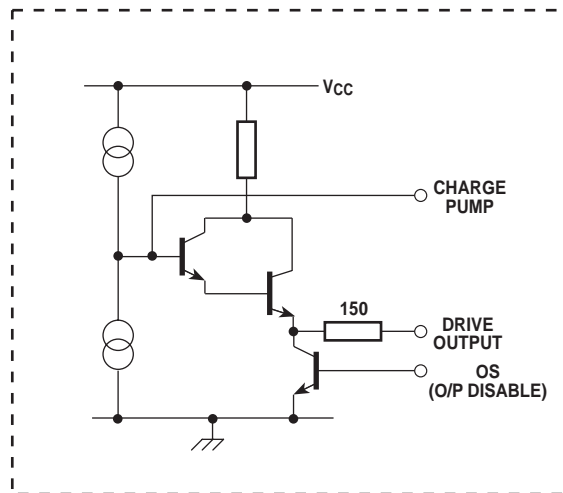 VCC
CHARGE
PUMP
150
DRIVE
OUTPUT
OS
(O/P DISABLE)